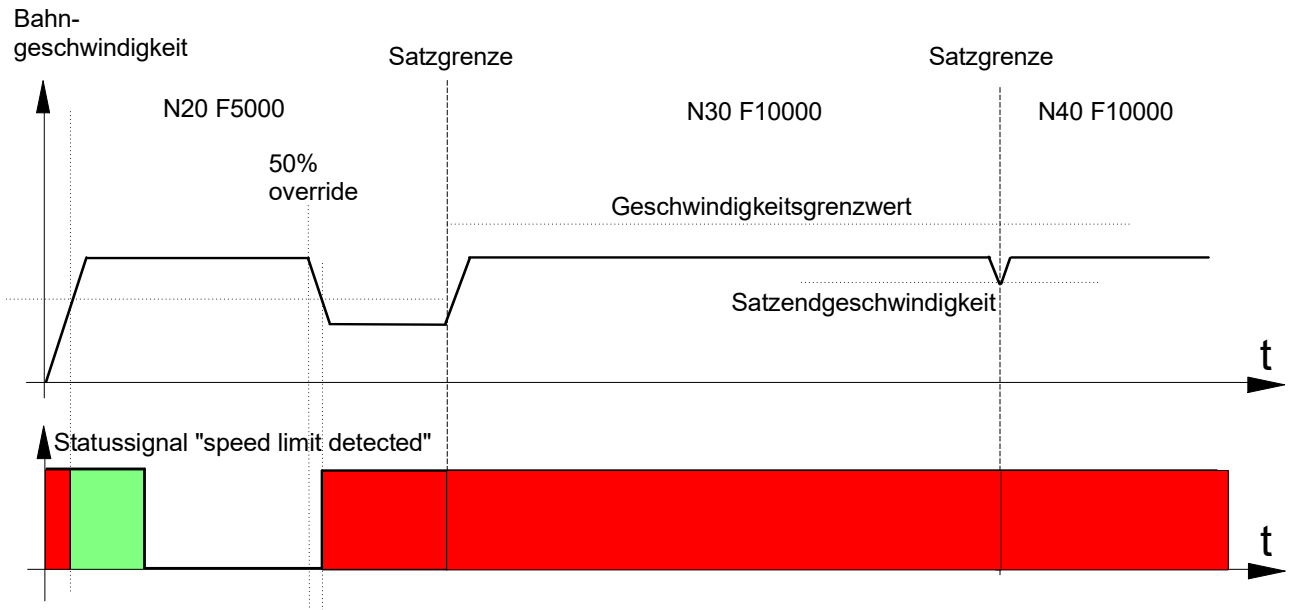 Bahn-
geschwindigkeit
Satzgrenze
Satzgrenze
N20 F5000
N30 F10000
N40 F10000
50%
override
Geschwindigkeitsgrenzwert
Satzendgeschwindigkeit
t
Statussignal "speed limit detected"
t